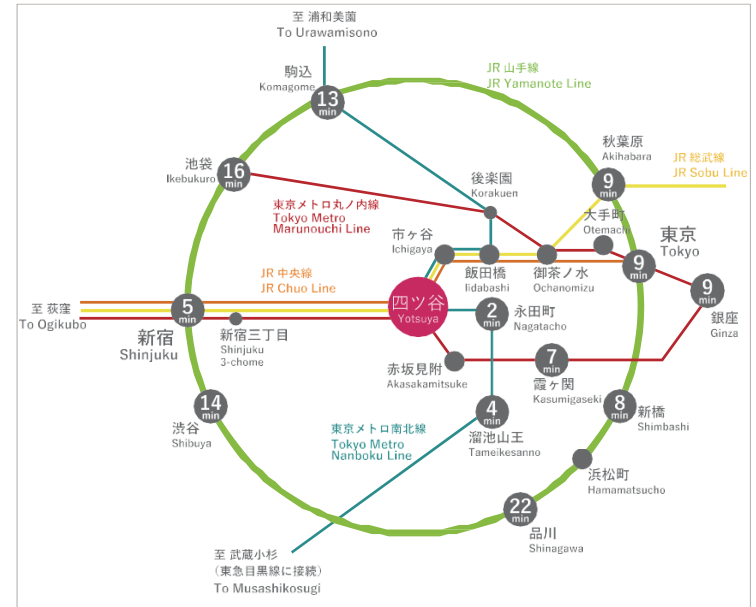 至 浦和美薗
To Urawamisono
駒込
Komagome
13
min
JR 山手線
JR Yamanote Line
秋葉原
Akihabara
池袋
Ikebukuro
16
min
後楽園
Korakuen
9
min
JR 総武線
JR Sobu Line
東京メトロ丸ノ内線
Tokyo Metro
Marunouchi Line
大手町
Otemachi
市ヶ谷
Ichigaya
東京
Tokyo
9
min
飯田橋
Iidabashi
御茶ノ水
Ochanomizu
JR 中央線
JR Chuo Line
9
min
至 荻窪
To Ogikubo
5
min
四ツ谷
Yotsuya
2
min
永田町
Nagatacho
銀座
Ginza
新宿
Shinjuku
新宿三丁目
Shinjuku
3-chome
赤坂見附
Akasakamitsuke
7
min
霞ヶ関
Kasumigaseki
14
min
渋谷
Shibuya
東京メトロ南北線
Tokyo Metro
Nanboku Line
4
min
溜池山王
Tameikesanno
8
min
新橋
Shimbashi
浜松町
Hamamatsucho
22
min
品川
Shinagawa
至 武蔵小杉
(東急目黒線に接続)
To Musashikosugi